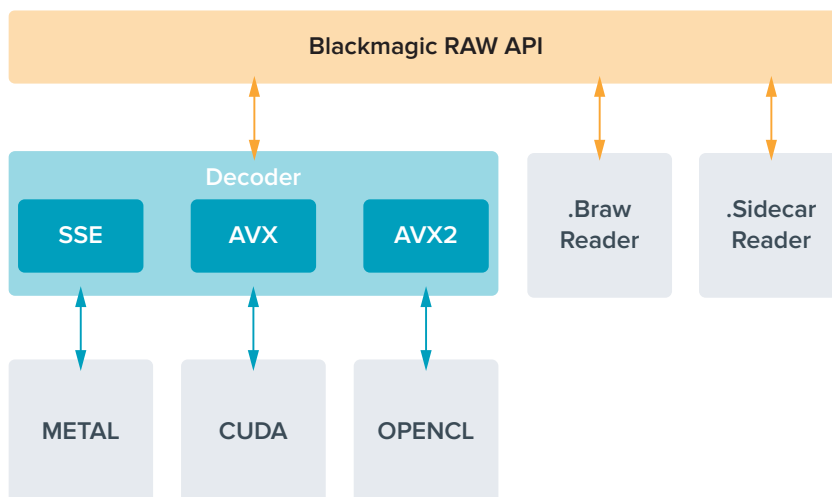 Blackmagic RAW API
Decoder
SSE
AVX
AVX2
.Braw
Reader
.Sidecar
Reader
METAL
CUDA
OPENCL